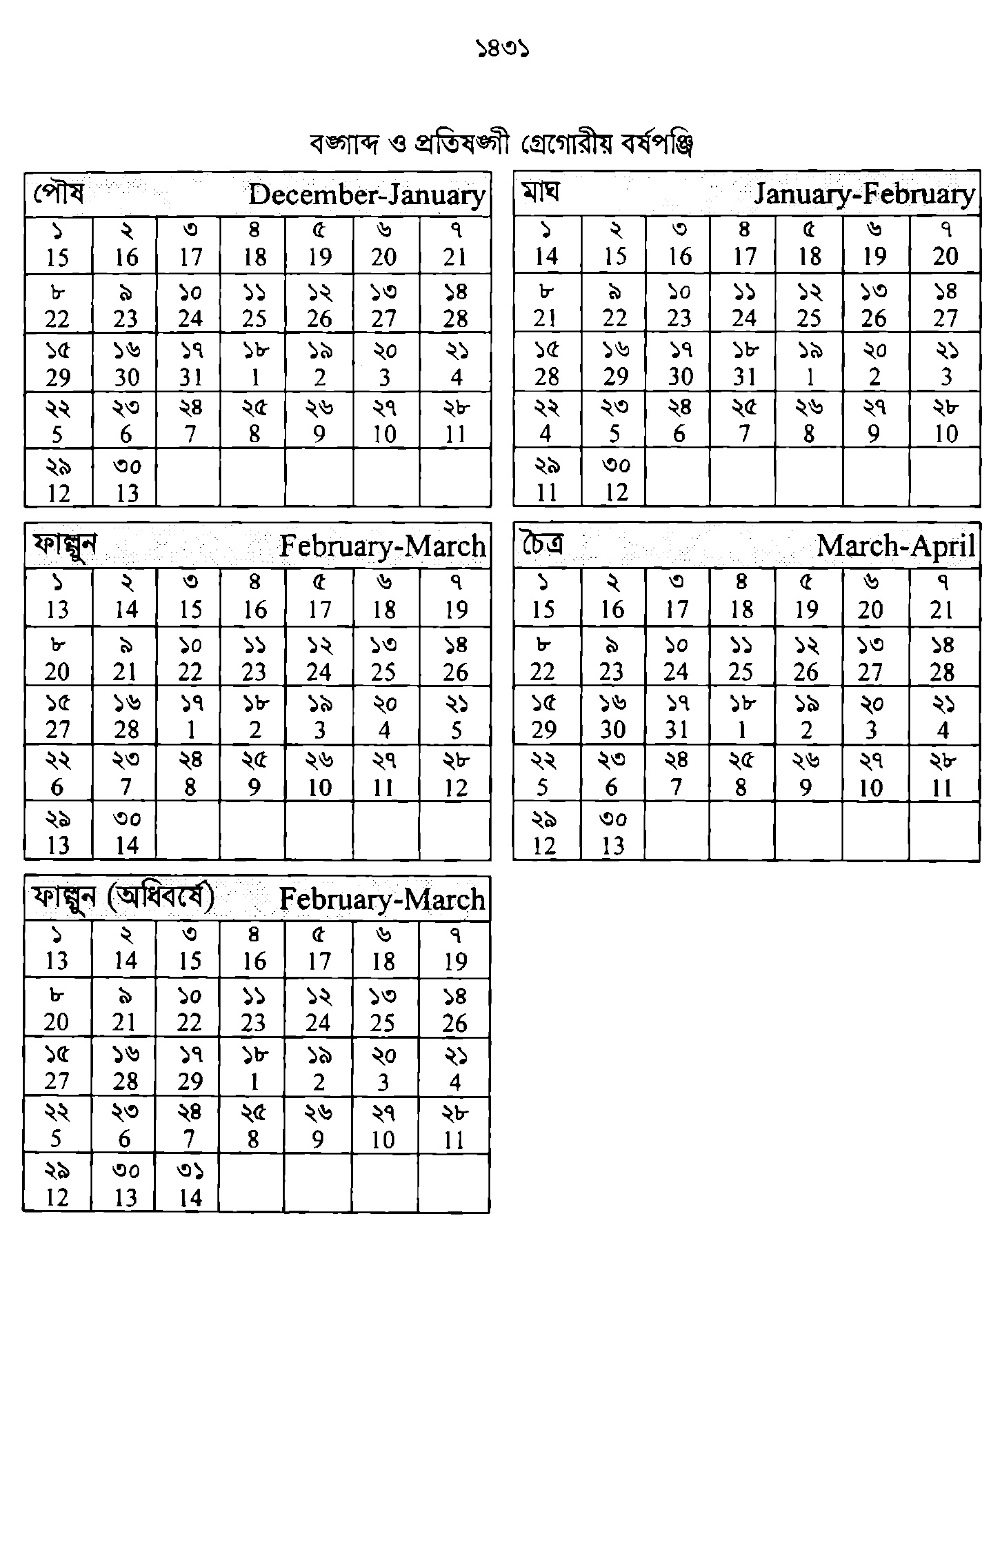 ১৪৩১
বঙ্গাব্দ ও প্রতিষঙ্গী গ্রেগোরীয় বর্ষপঞ্জি
পৌষ December-January
১ ২ ৩ ৪ ৫ ৬ ৭
15 16 17 18 19 20 21
৮ ৯ ১০ ১১ ১২ ১৩ ১৪
22 23 24 25 26 27 28
১৫ ১৬ ১৭ ১৮ ১৯ ২০ ২১
29 30 31 1 2 3 4
২২ ২৩ ২৪ ২৫ ২৬ ২৭ ২৮
5 6 7 8 9 10 11
২৯ ৩০
12 13
মাঘ January-February
১ ২ ৩ ৪ ৫ ৬ ৭
14 15 16 17 18 19 20
৮ ৯ ১০ ১১ ১২ ১৩ ১৪
21 22 23 24 25 26 27
১৫ ১৬ ১৭ ১৮ ১৯ ২০ ২১
28 29 30 31 1 2 3
২২ ২৩ ২৪ ২৫ ২৬ ২৭ ২৮
4 5 6 7 8 9 10
২৯ ৩০
11 12
ফাল্গুন February-March
১ ২ ৩ ৪ ৫ ৬ ৭
13 14 15 16 17 18 19
৮ ৯ ১০ ১১ ১২ ১৩ ১৪
20 21 22 23 24 25 26
১৫ ১৬ ১৭ ১৮ ১৯ ২০ ২১
27 28 1 2 3 4 5
২২ ২৩ ২৪ ২৫ ২৬ ২৭ ২৮
6 7 8 9 10 11 12
২৯ ৩০
13 14
চৈত্র March-April
১ ২ ৩ ৪ ৫ ৬ ৭
15 16 17 18 19 20 21
৮ ৯ ১০ ১১ ১২ ১৩ ১৪
22 23 24 25 26 27 28
১৫ ১৬ ১৭ ১৮ ১৯ ২০ ২১
29 30 31 1 2 3 4
২২ ২৩ ২৪ ২৫ ২৬ ২৭ ২৮
5 6 7 8 9 10 11
২৯ ৩০
12 13
ফাল্গুন (অধিবর্ষে) February-March
১ ২ ৩ ৪ ৫ ৬ ৭
13 14 15 16 17 18 19
৮ ৯ ১০ ১১ ১২ ১৩ ১৪
20 21 22 23 24 25 26
১৫ ১৬ ১৭ ১৮ ১৯ ২০ ২১
27 28 29 1 2 3 4
২২ ২৩ ২৪ ২৫ ২৬ ২৭ ২৮
5 6 7 8 9 10 11
২৯ ৩০ ৩১
12 13 14